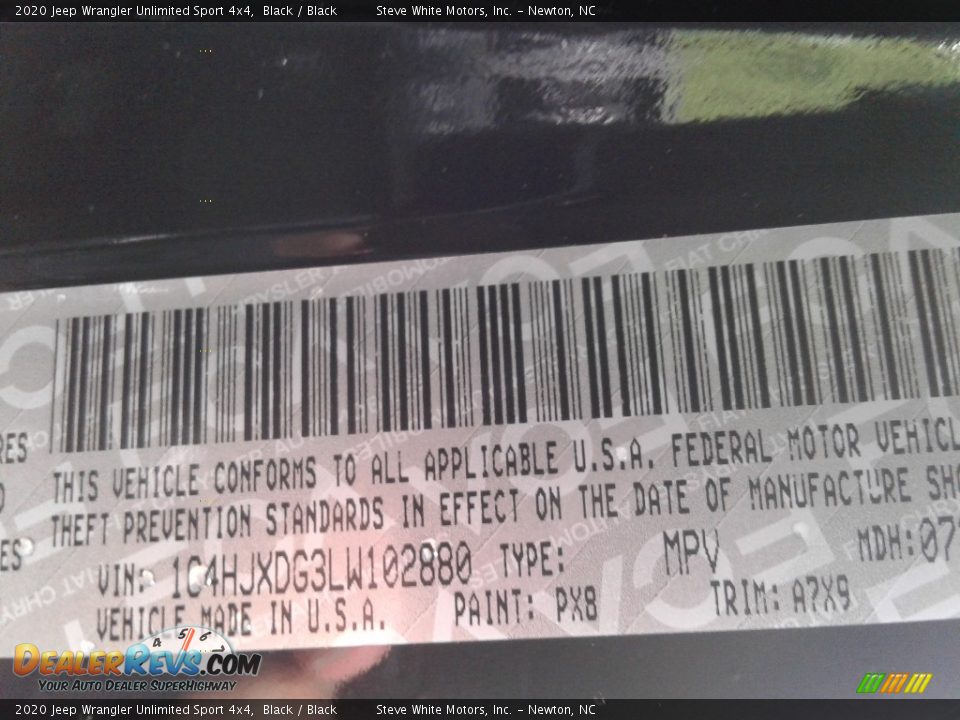 2020 Jeep Wrangler Unlimited Sport 4x4, Black / Black Steve White Motors, Inc. – Newton, NC
THIS VEHICLE CONFORMS TO ALL APPLICABLE U.S.A. FEDERAL MOTOR VEHICL
THEFT PREVENTION STANDARDS IN EFFECT ON THE DATE OF MANUFACTURE SHO
VIN: 1C4HJXDG3LW102880 TYPE: MPV MDH:07
VEHICLE MADE IN U.S.A. PAINT: PX8 TRIM: A7X9
DEALERREVS.COM
YOUR AUTO DEALER SUPERHIGHWAY
2020 Jeep Wrangler Unlimited Sport 4x4, Black / Black Steve White Motors, Inc. – Newton, NC